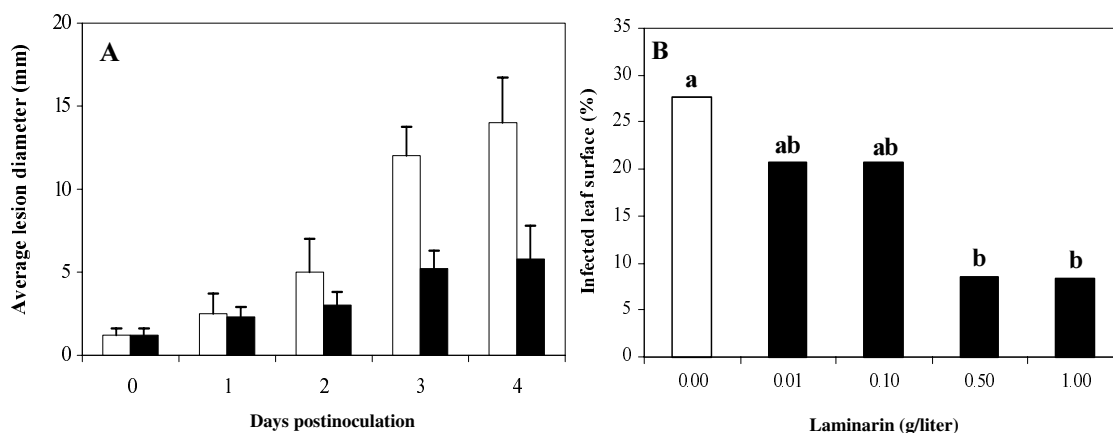 A
Average lesion diameter (mm)
20
15
10
5
0
0 1 2 3 4
Days postinoculation
B
Infected leaf surface (%)
35
30
25
20
15
10
5
0
a
ab
ab
b
b
0.00 0.01 0.10 0.50 1.00
Laminarin (g/liter)